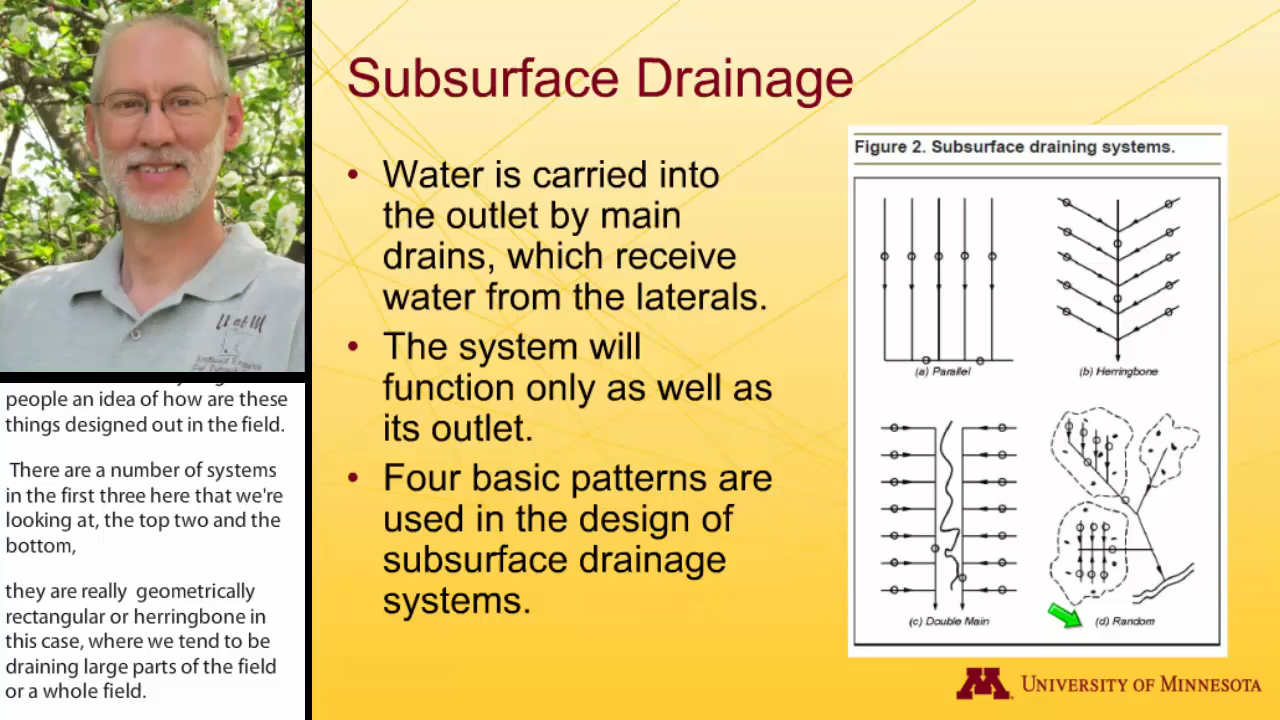 Subsurface Drainage
• Water is carried into
the outlet by main
drains, which receive
water from the laterals.
• The system will
function only as well as
its outlet.
• Four basic patterns are
used in the design of
subsurface drainage
systems.
Figure 2. Subsurface draining systems.
(a) Parallel
(b) Herringbone
(c) Double Main
(d) Random
M UNIVERSITY OF MINNESOTA
U of M
people an idea of how are these
things designed out in the field.
There are a number of systems
in the first three here that we're
looking at, the top two and the
bottom,
they are really geometrically
rectangular or herringbone in
this case, where we tend to be
draining large parts of the field
or a whole field.